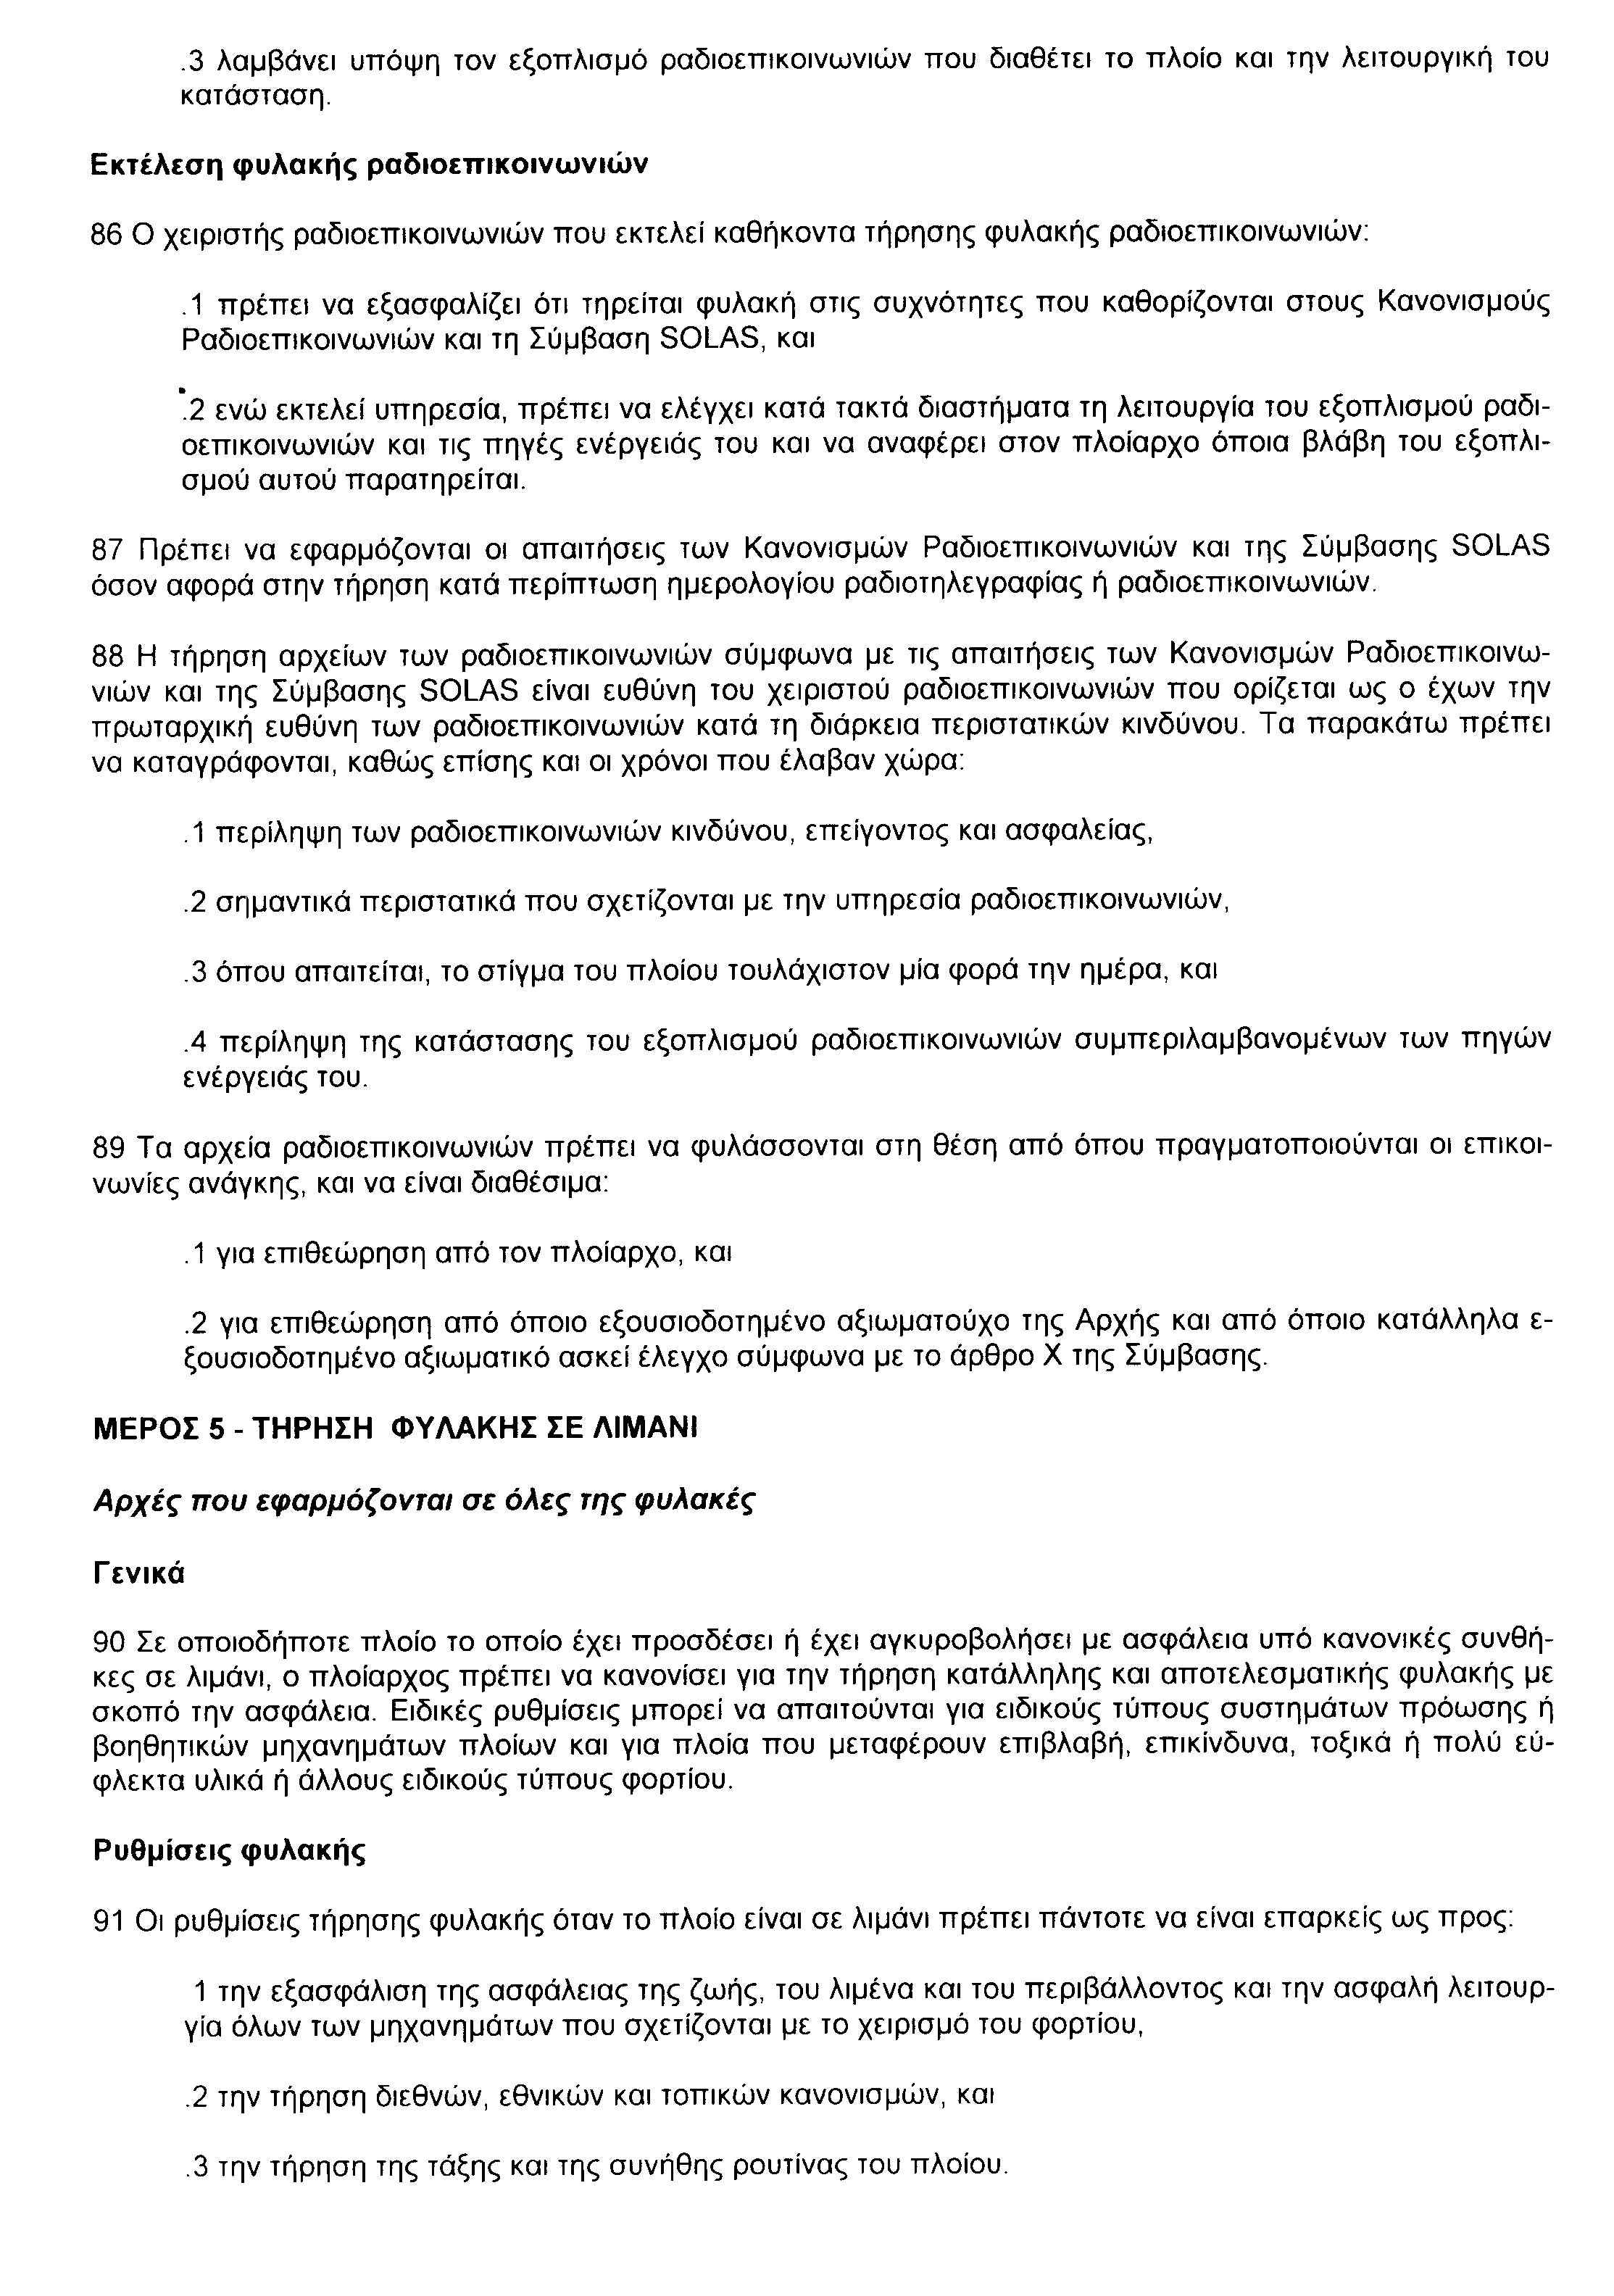 .3 λαμβάνει υπόψη τον εξοπλισμό ραδιοεπικοινωνιών που διαθέτει το πλοίο και την λειτουργική του
κατάσταση.
Εκτέλεση φυλακής ραδιοεπικοινωνιών
86 Ο χειριστής ραδιοεπικοινωνιών που εκτελεί καθήκοντα τήρησης φυλακής ραδιοεπικοινωνιών:
.1 πρέπει να εξασφαλίζει ότι τηρείται φυλακή στις συχνότητες που καθορίζονται στους Κανονισμούς
Ραδιοεπικοινωνιών και τη Σύμβαση SOLAS, και
.2 ενώ εκτελεί υπηρεσία, πρέπει να ελέγχει κατά τακτά διαστήματα τη λειτουργία του εξοπλισμού ραδι-
οεπικοινωνιών και τις πηγές ενέργειάς του και να αναφέρει στον πλοίαρχο όποια βλάβη του εξοπλι-
σμού αυτού παρατηρείται.
87 Πρέπει να εφαρμόζονται οι απαιτήσεις των Κανονισμών Ραδιοεπικοινωνιών και της Σύμβασης SOLAS
όσον αφορά στην τήρηση κατά περίπτωση ημερολογίου ραδιοτηλεγραφίας ή ραδιοεπικοινωνιών.
88 Η τήρηση αρχείων των ραδιοεπικοινωνιών σύμφωνα με τις απαιτήσεις των Κανονισμών Ραδιοεπικοινω-
νιών και της Σύμβασης SOLAS είναι ευθύνη του χειριστού ραδιοεπικοινωνιών που ορίζεται ως ο έχων την
πρωταρχική ευθύνη των ραδιοεπικοινωνιών κατά τη διάρκεια περιστατικών κινδύνου. Τα παρακάτω πρέπει
να καταγράφονται, καθώς επίσης και οι χρόνοι που έλαβαν χώρα:
.1 περίληψη των ραδιοεπικοινωνιών κινδύνου, επείγοντος και ασφαλείας,
.2 σημαντικά περιστατικά που σχετίζονται με την υπηρεσία ραδιοεπικοινωνιών,
.3 όπου απαιτείται, το στίγμα του πλοίου τουλάχιστον μία φορά την ημέρα, και
.4 περίληψη της κατάστασης του εξοπλισμού ραδιοεπικοινωνιών συμπεριλαμβανομένων των πηγών
ενέργειάς του.
89 Τα αρχεία ραδιοεπικοινωνιών πρέπει να φυλάσσονται στη θέση από όπου πραγματοποιούνται οι επικοι-
νωνίες ανάγκης, και να είναι διαθέσιμα:
.1 για επιθεώρηση από τον πλοίαρχο, και
.2 για επιθεώρηση από όποιο εξουσιοδοτημένο αξιωματούχο της Αρχής και από όποιο κατάλληλα ε-
ξουσιοδοτημένο αξιωματικό ασκεί έλεγχο σύμφωνα με το άρθρο Χ της Σύμβασης.
ΜΕΡΟΣ 5 - ΤΗΡΗΣΗ ΦΥΛΑΚΗΣ ΣΕ ΛΙΜΑΝΙ
Αρχές που εφαρμόζονται σε όλες της φυλακές
Γενικά
90 Σε οποιοδήποτε πλοίο το οποίο έχει προσδέσει ή έχει αγκυροβολήσει με ασφάλεια υπό κανονικές συνθή-
κες σε λιμάνι, ο πλοίαρχος πρέπει να κανονίσει για την τήρηση κατάλληλης και αποτελεσματικής φυλακής με
σκοπό την ασφάλεια. Ειδικές ρυθμίσεις μπορεί να απαιτούνται για ειδικούς τύπους συστημάτων πρόωσης ή
βοηθητικών μηχανημάτων πλοίων και για πλοία που μεταφέρουν επιβλαβή, επικίνδυνα, τοξικά ή πολύ εύ-
φλεκτα υλικά ή άλλους ειδικούς τύπους φορτίου.
Ρυθμίσεις φυλακής
91 Οι ρυθμίσεις τήρησης φυλακής όταν το πλοίο είναι σε λιμάνι πρέπει πάντοτε να είναι επαρκείς ως προς:
1 την εξασφάλιση της ασφάλειας της ζωής, του λιμένα και του περιβάλλοντος και την ασφαλή λειτουρ-
γία όλων των μηχανημάτων που σχετίζονται με το χειρισμό του φορτίου,
.2 την τήρηση διεθνών, εθνικών και τοπικών κανονισμών, και
.3 την τήρηση της τάξης και της συνήθης ρουτίνας του πλοίου.